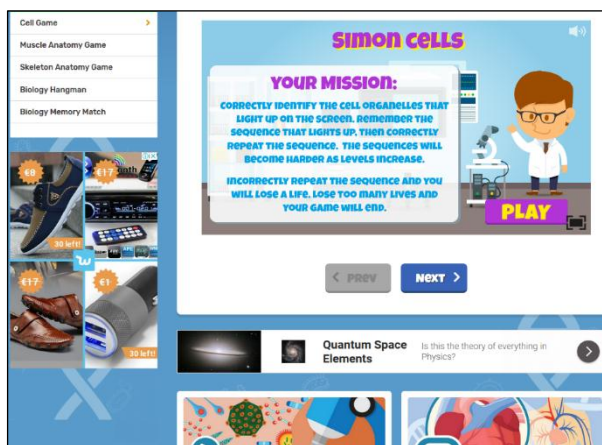 Cell Game
Muscle Anatomy Game
Skeleton Anatomy Game
Biology Hangman
Biology Memory Match
SIMON CELLS
YOUR MISSION:
CORRECTLY IDENTIFY THE CELL ORGANELLES THAT
LIGHT UP ON THE SCREEN. REMEMBER THE
SEQUENCE THAT LIGHTS UP, THEN CORRECTLY
REPEAT THE SEQUENCE. THE SEQUENCES WILL
BECOME HARDER AS LEVELS INCREASE.
INCORRECTLY REPEAT THE SEQUENCE AND YOU
WILL LOSE A LIFE. LOSE TOO MANY LIVES AND
YOUR GAME WILL END.
PLAY
€8
€17
30 left!
€17
€1
30 left!
< PREV
NEXT >
Quantum Space
Elements
Is this the theory of everything in
Physics?